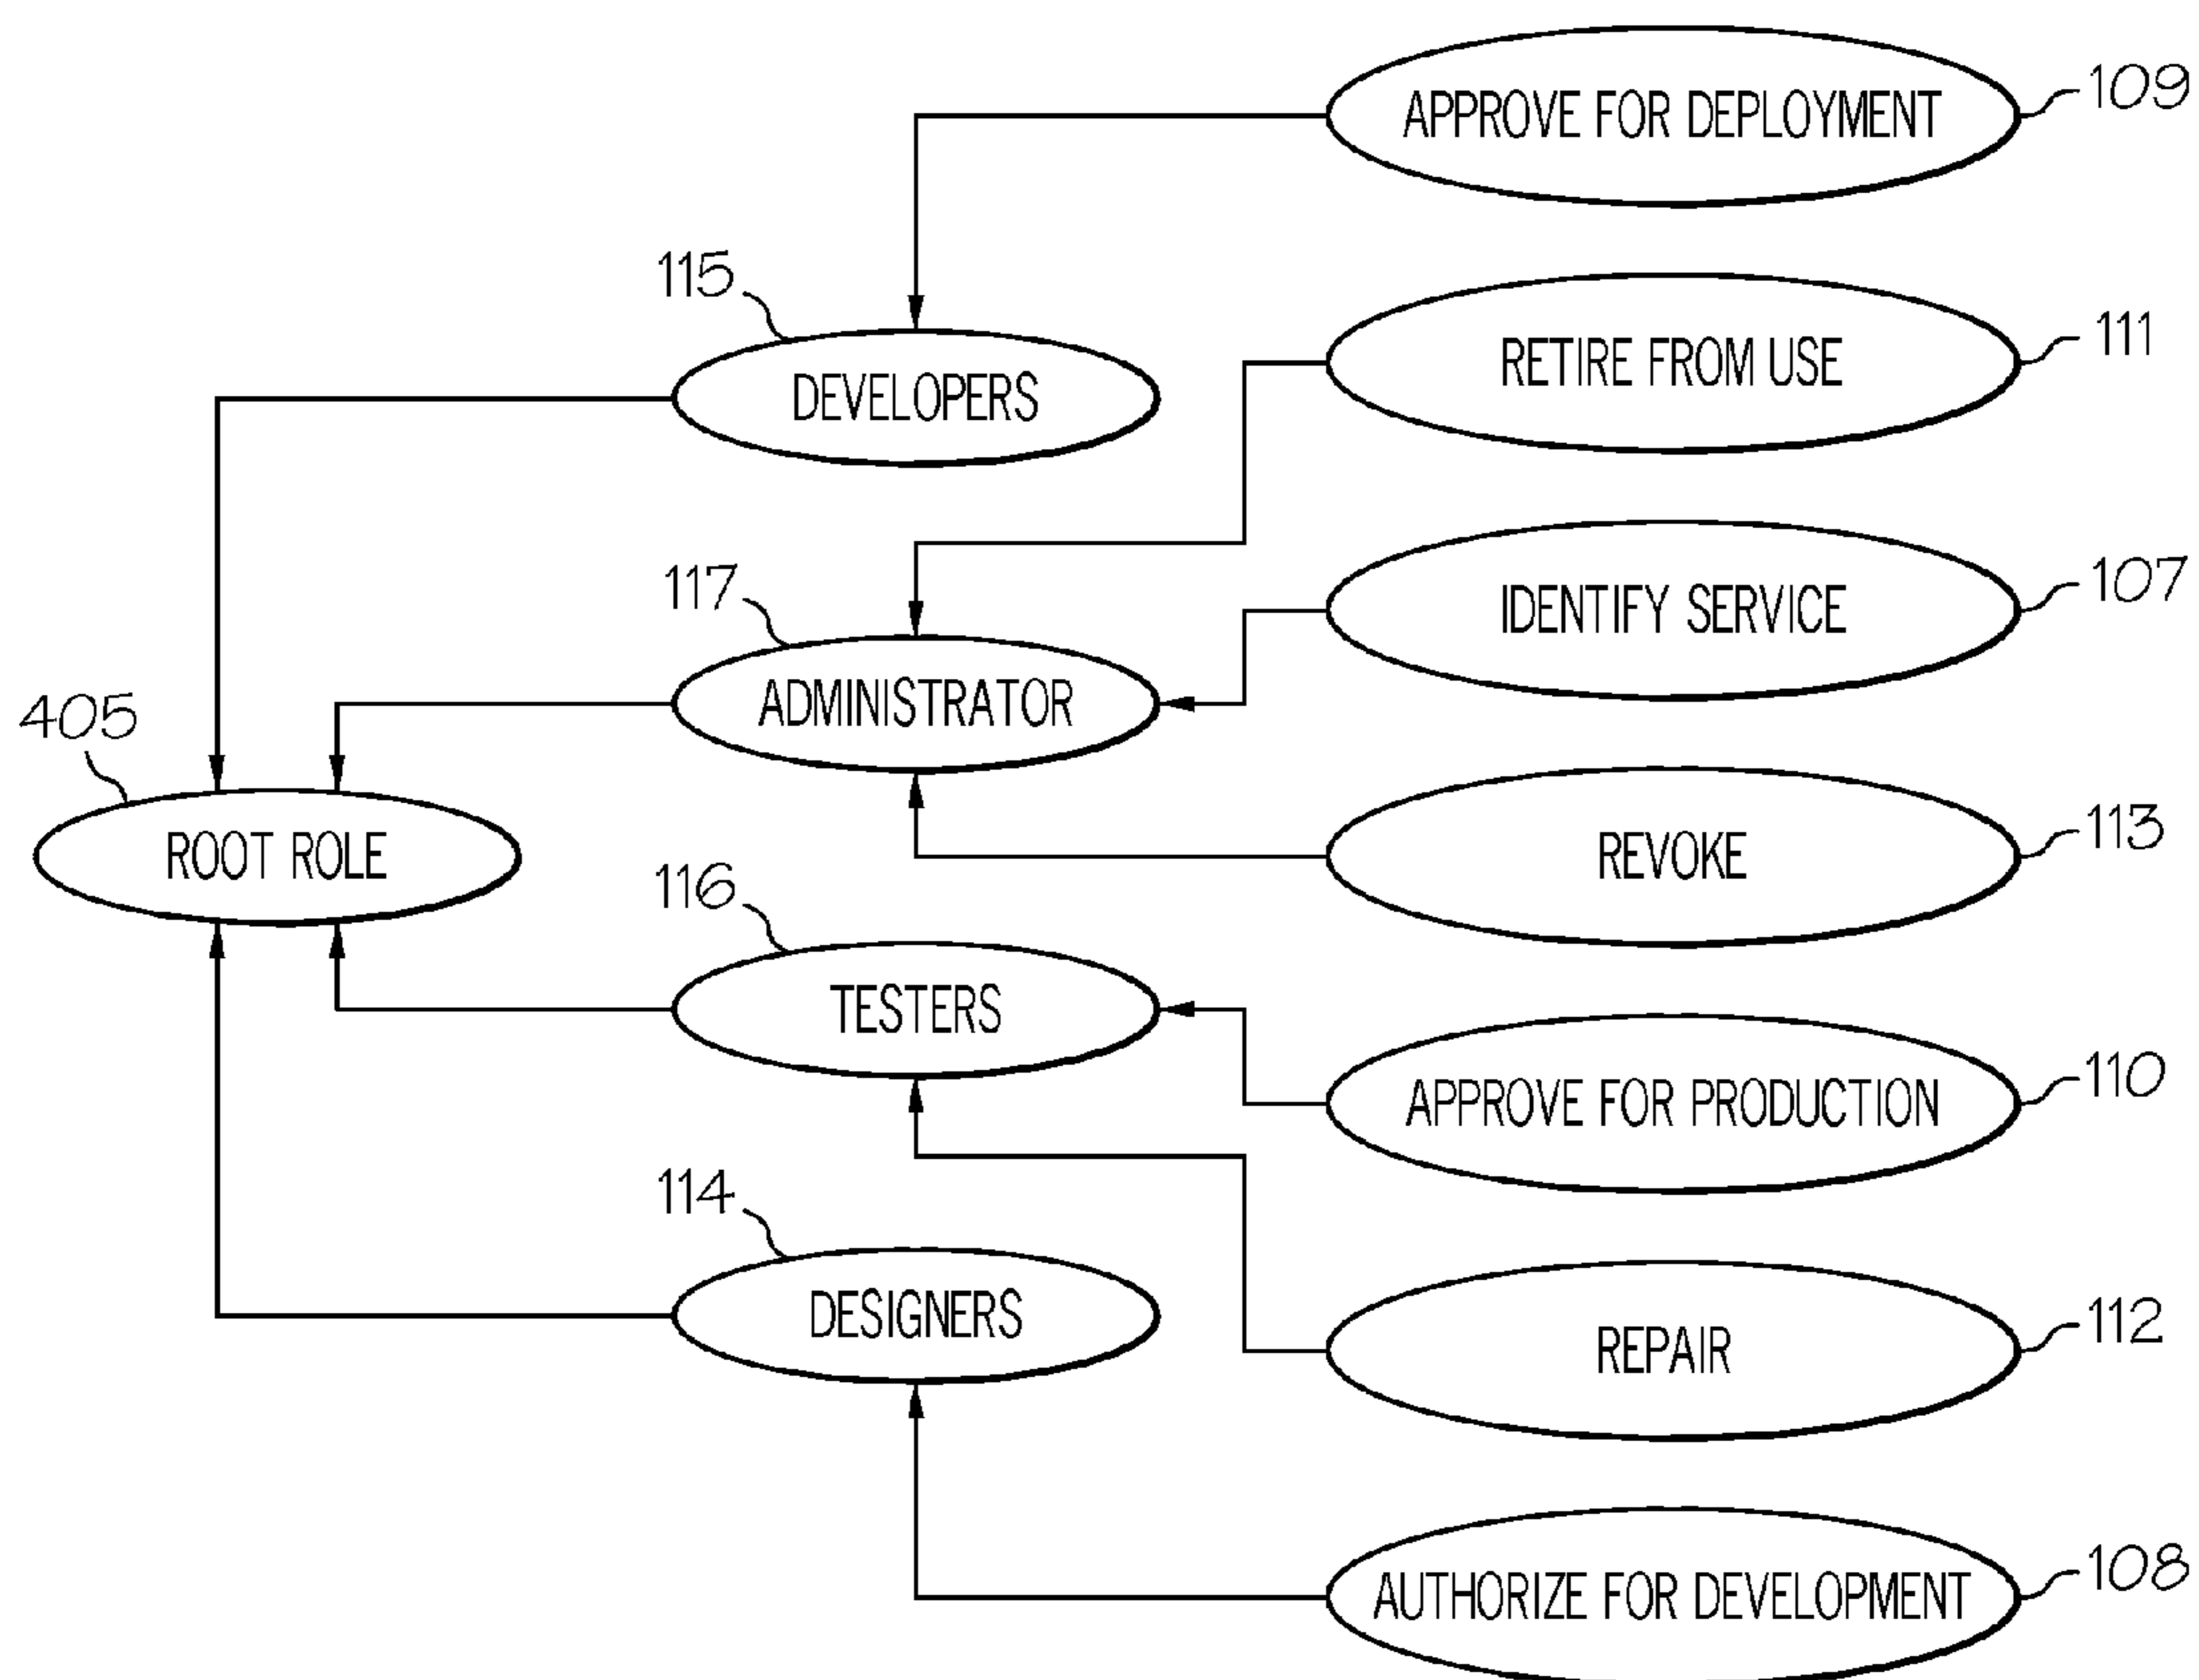 APPROVE FOR DEPLOYMENT
109
115
DEVELOPERS
RETIRE FROM USE
111
117
ADMINISTRATOR
IDENTIFY SERVICE
107
405
ROOT ROLE
REVOKE
113
116
TESTERS
APPROVE FOR PRODUCTION
110
114
DESIGNERS
REPAIR
112
AUTHORIZE FOR DEVELOPMENT
108